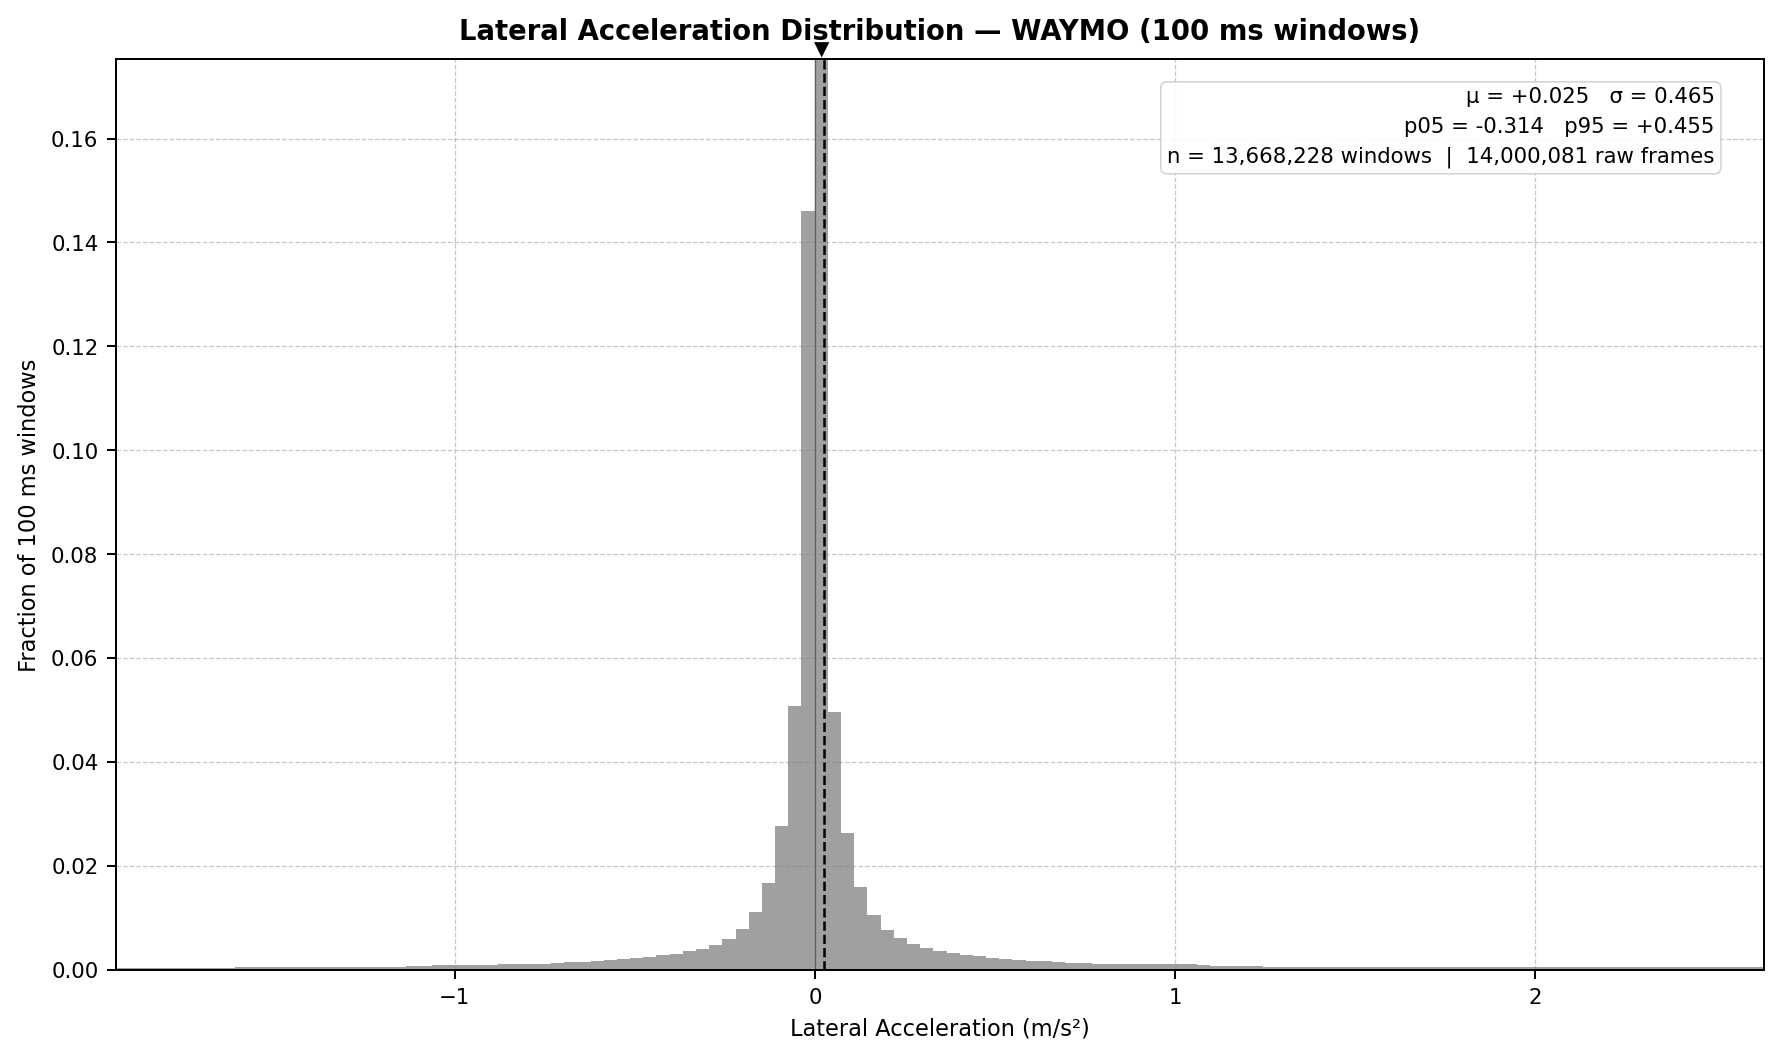 Lateral Acceleration Distribution — WAYMO (100 ms windows)
μ = +0.025   σ = 0.465
p05 = -0.314   p95 = +0.455
n = 13,668,228 windows  |  14,000,081 raw frames
Fraction of 100 ms windows
0.16
0.14
0.12
0.10
0.08
0.06
0.04
0.02
0.00
−1
0
1
2
Lateral Acceleration (m/s²)